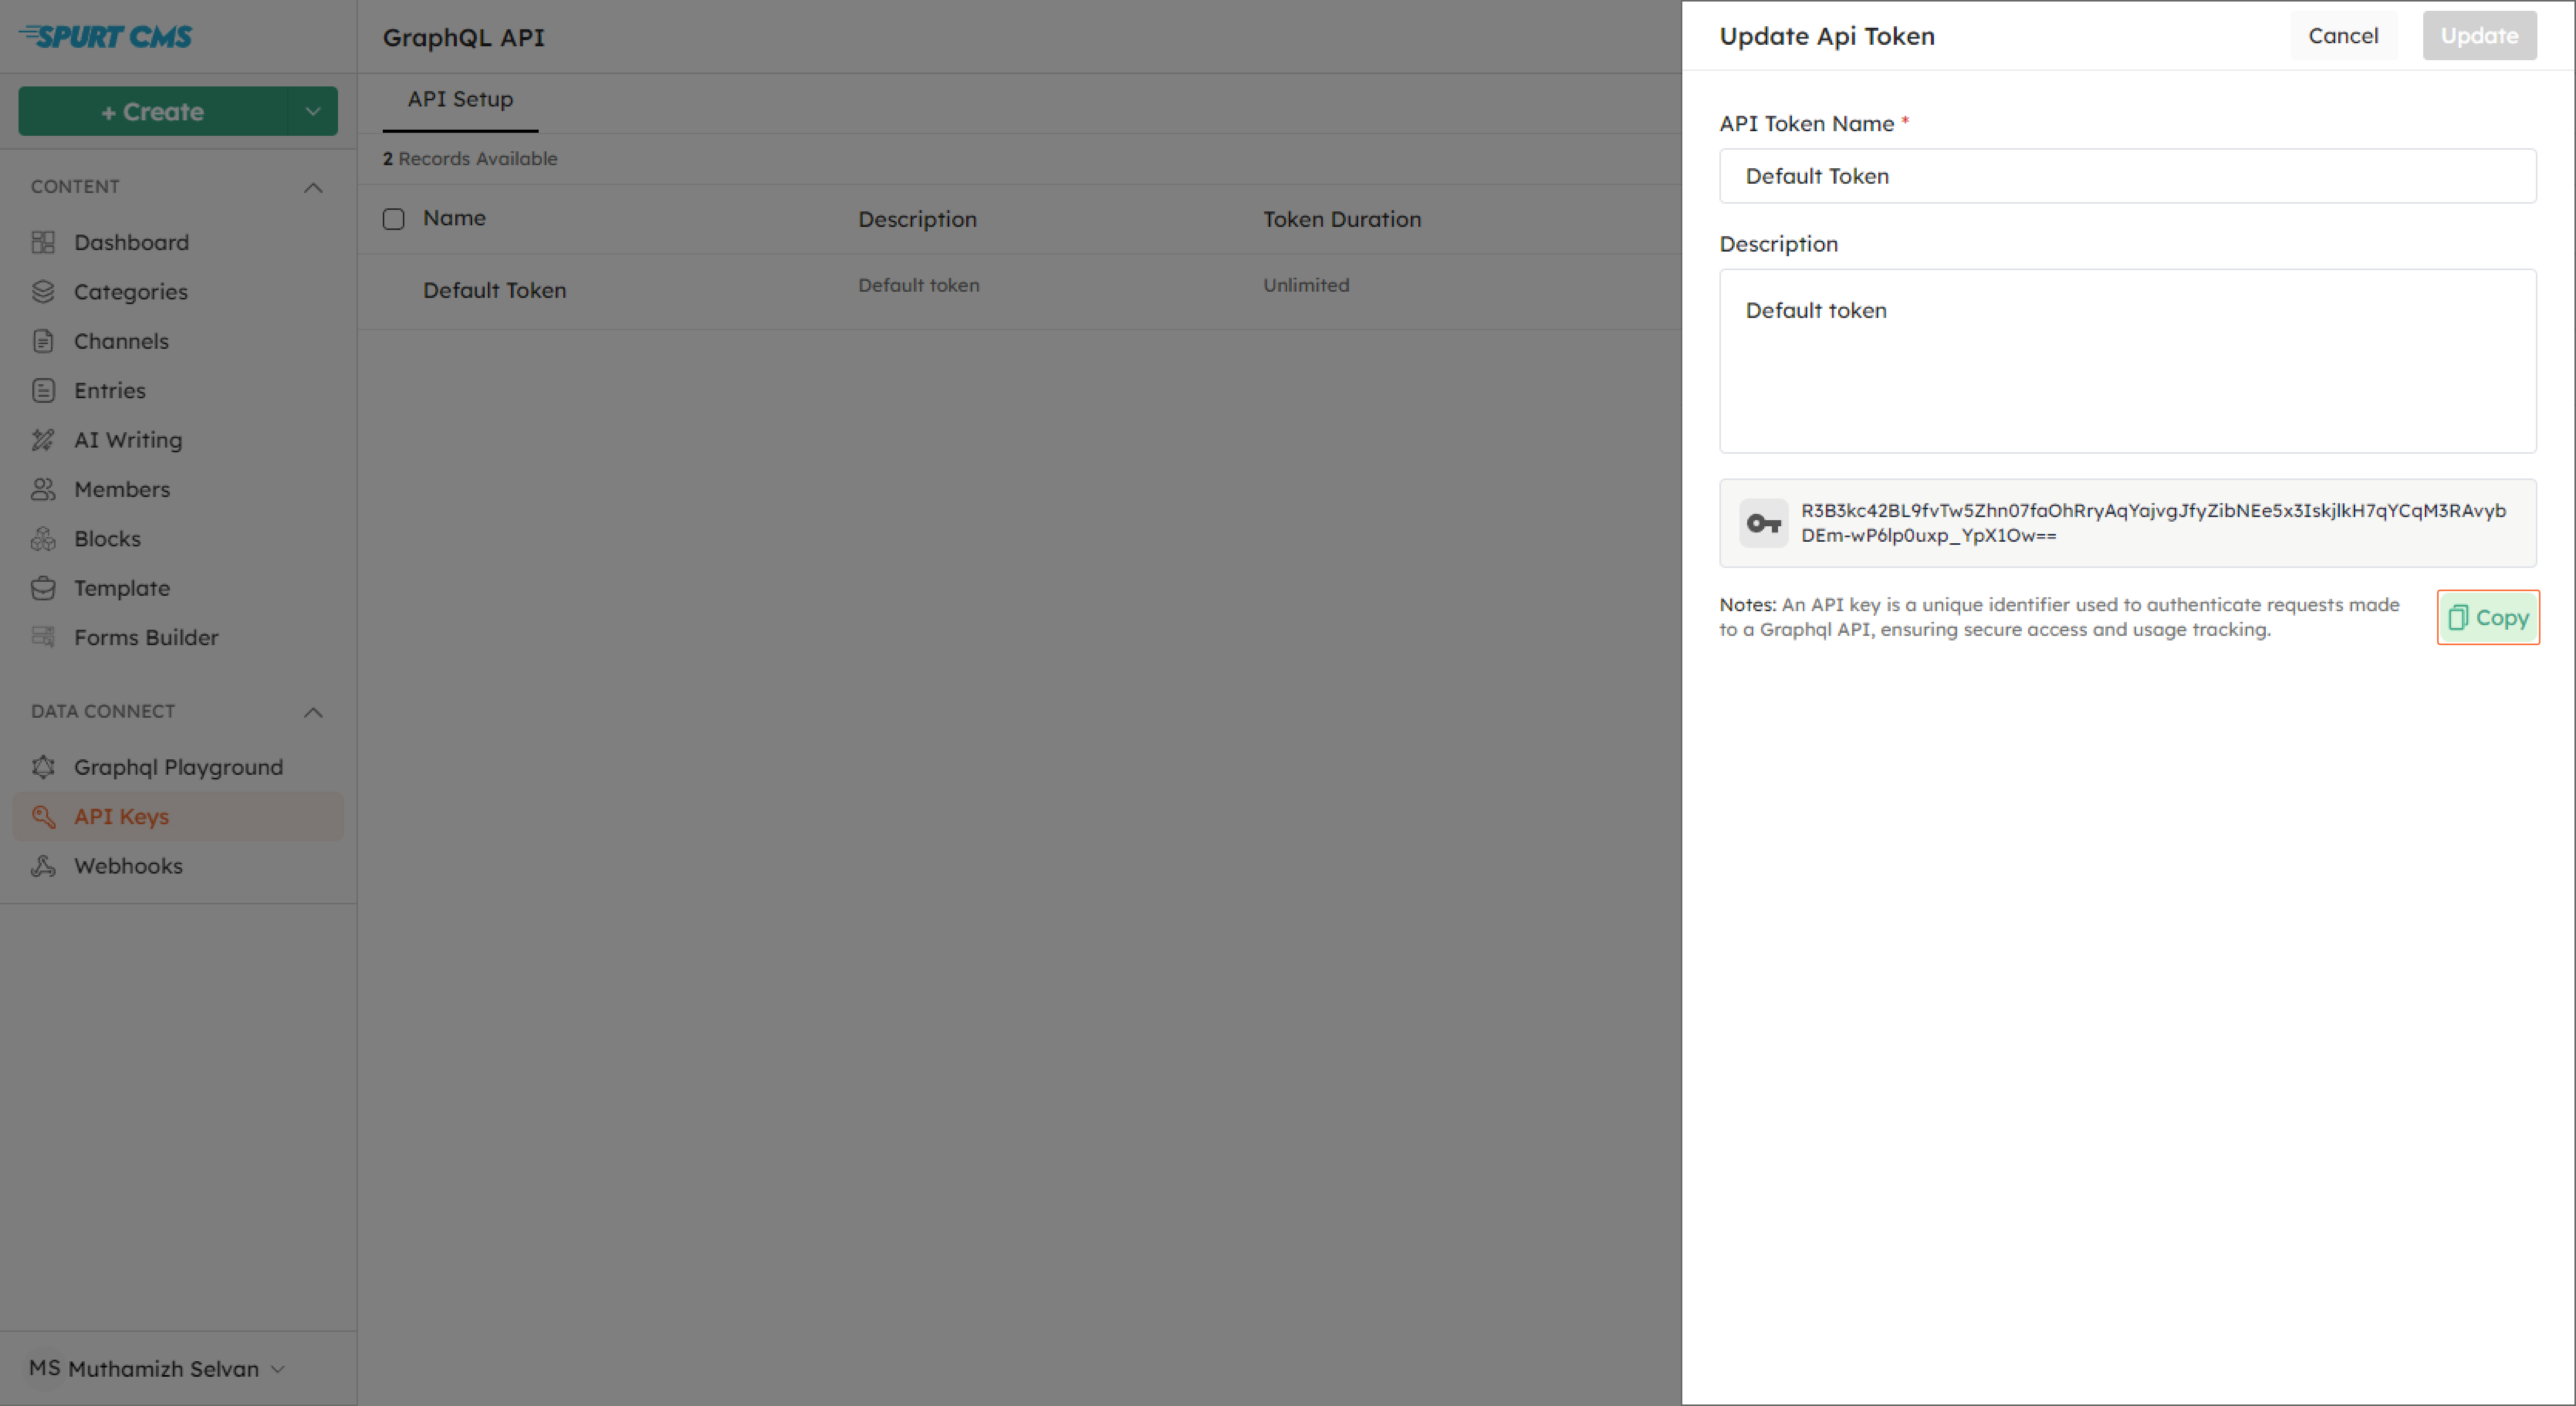 SPURT CMS
+ Create
CONTENT
Dashboard
Categories
Channels
Entries
AI Writing
Members
Blocks
Template
Forms Builder
DATA CONNECT
Graphql Playground
API Keys
Webhooks
MS Muthamizh Selvan
GraphQL API
API Setup
2 Records Available
Name Description Token Duration
Default Token Default token Unlimited
Update Api Token Cancel Update
API Token Name *
Default Token
Description
Default token
R3B3kc42BL9fvTw5Zhn07faOhRryAqYajvgJfyZibNEe5x3IskjlkH7qYCqM3RAvyb
DEm-wP6lp0uxp_YpX1Ow==
Notes: An API key is a unique identifier used to authenticate requests made
to a Graphql API, ensuring secure access and usage tracking.
Copy